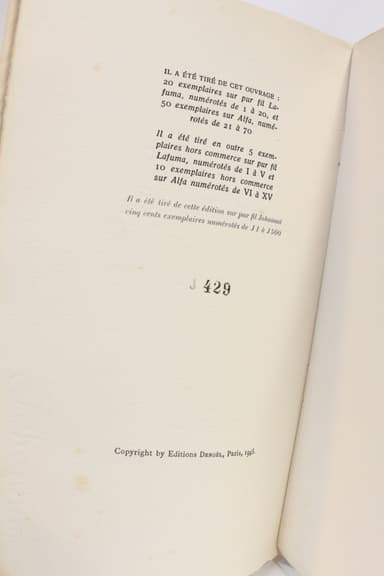 IL A ÉTÉ TIRÉ DE CET OUVRAGE :
20 exemplaires sur pur fil La-
fuma, numérotés de 1 à 20, et
50 exemplaires sur Alfa, numé-
rotés de 21 à 70
Il a été tiré en outre 5 exem-
plaires hors commerce sur pur fil
Lafuma, numérotés de I à V et
10 exemplaires hors commerce
sur Alfa numérotés de VI à XV
Il a été tiré de cette édition sur pur fil Johannot
cinq cents exemplaires numérotés de J 1 à J 500
J 429
Copyright by Editions DENOËL, Paris,